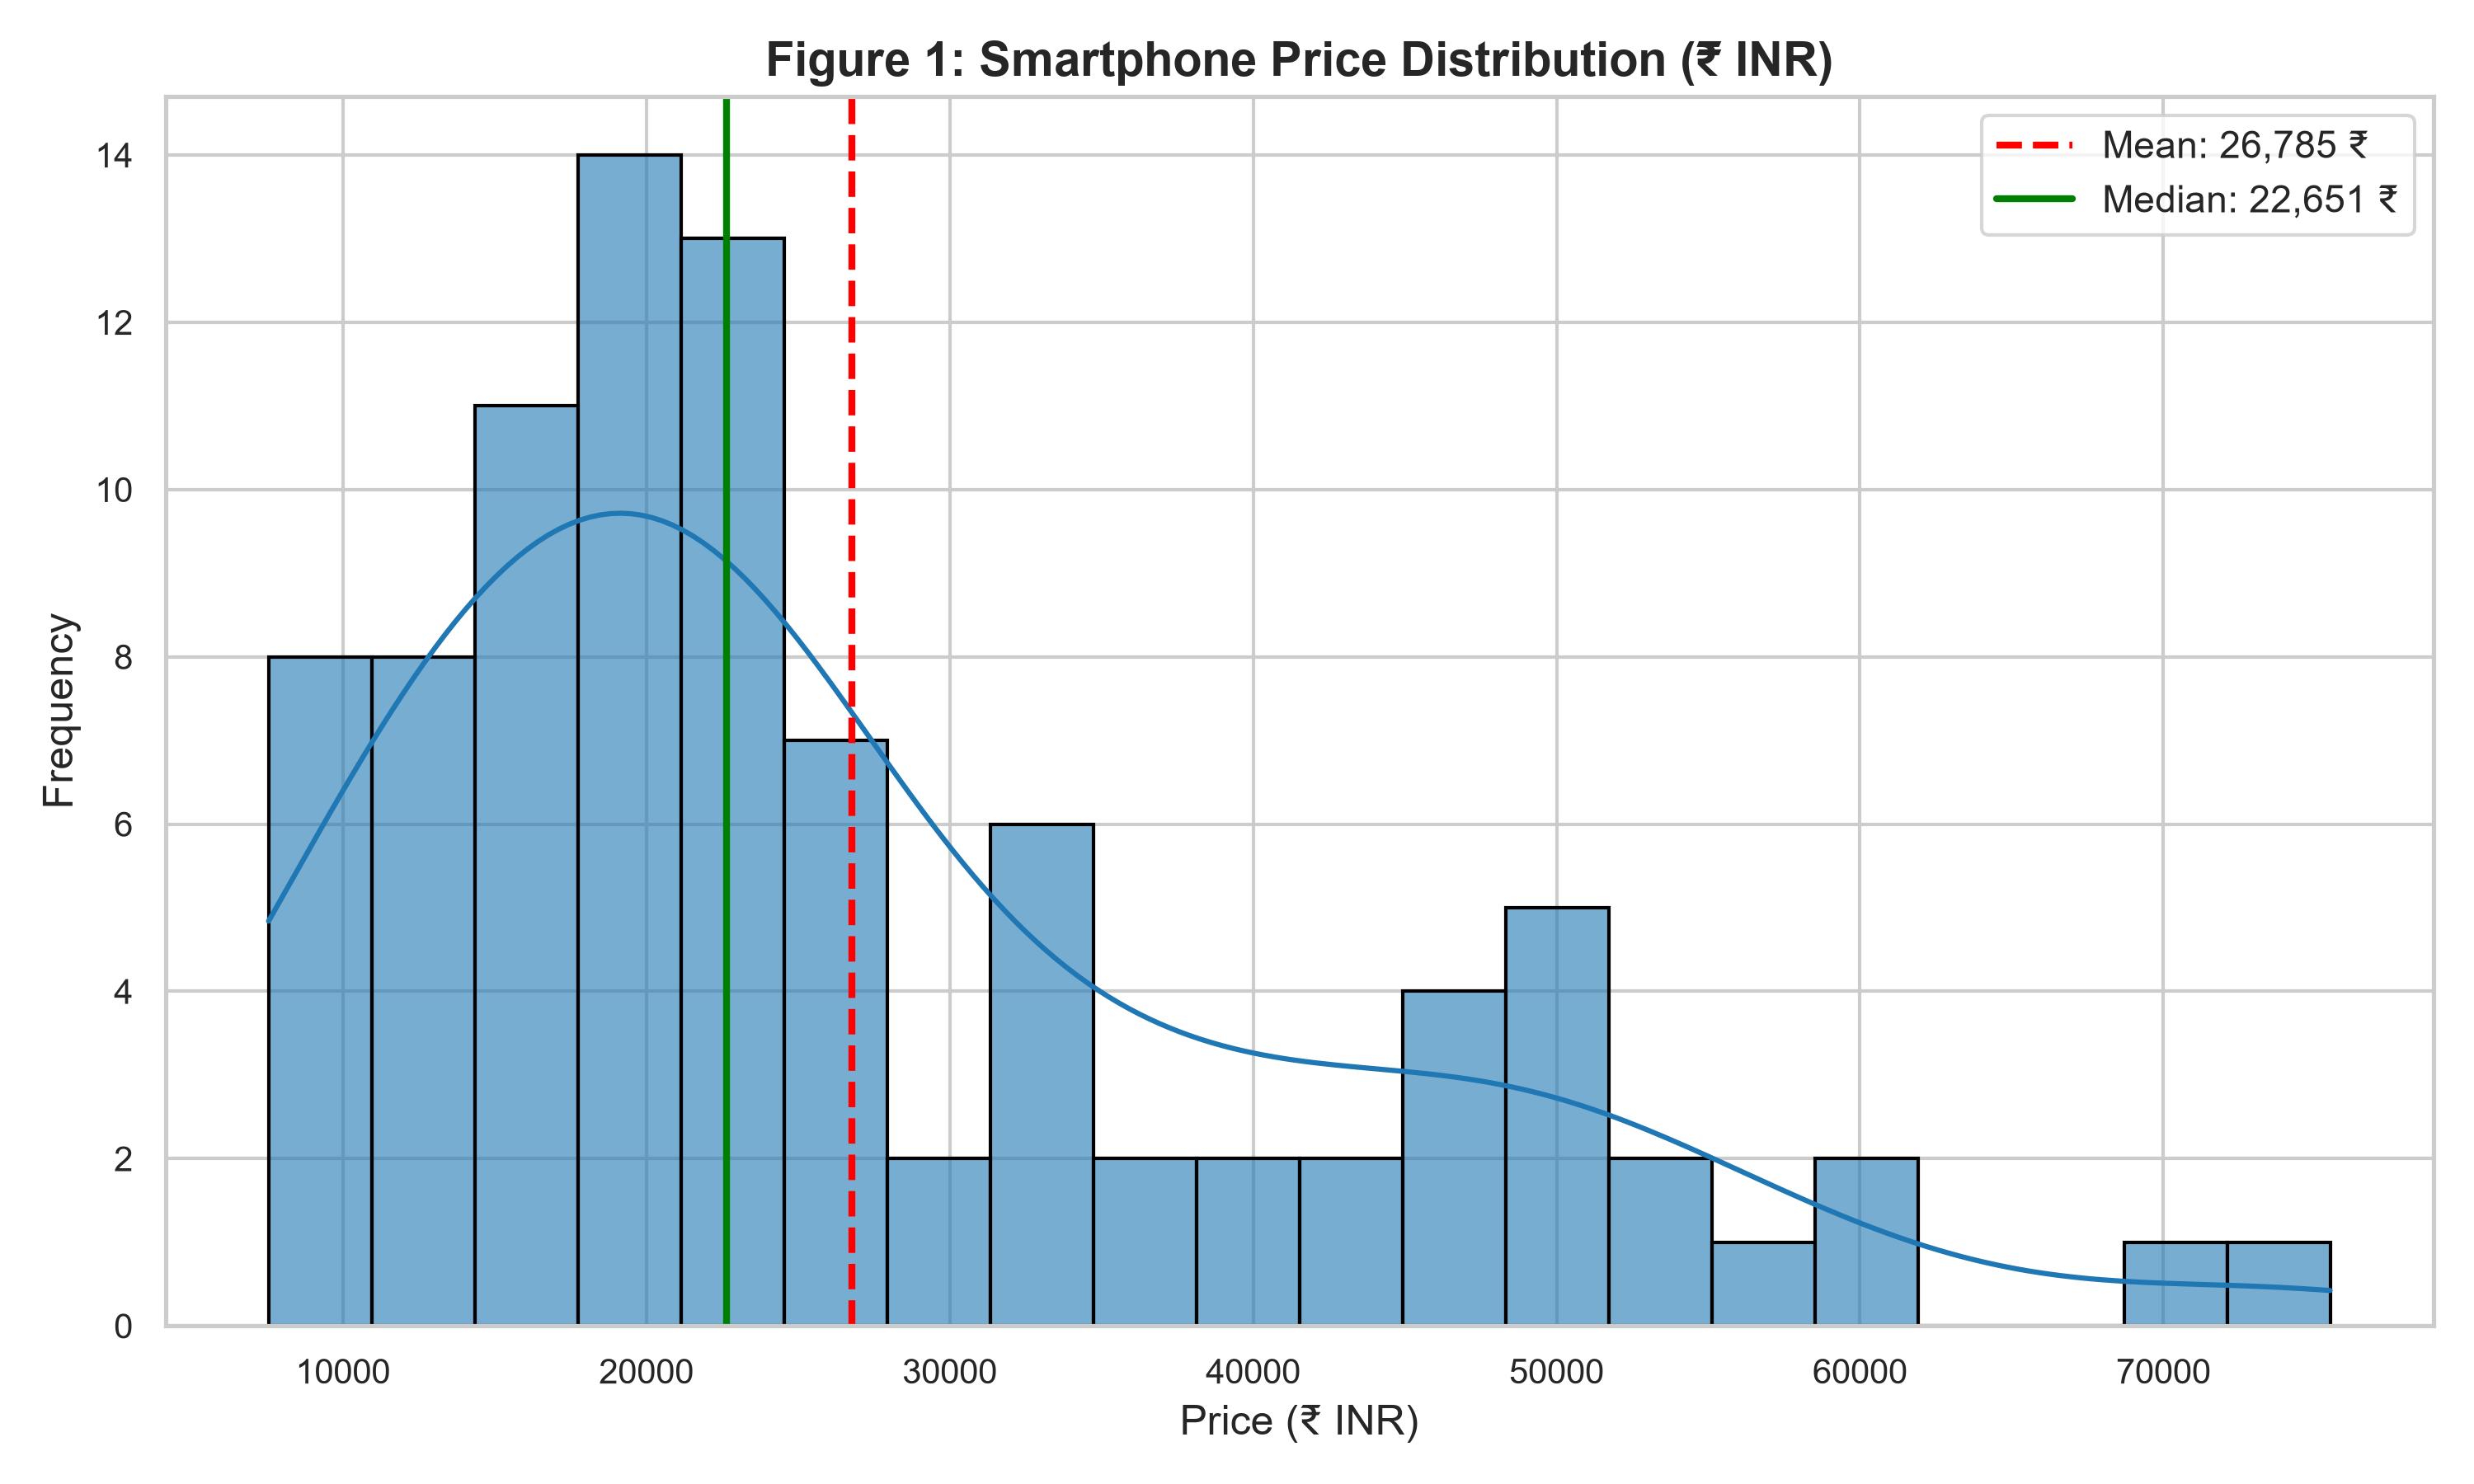 Figure 1: Smartphone Price Distribution (₹ INR)
Mean: 26,785 ₹
Median: 22,651 ₹
Frequency
14
12
10
8
6
4
2
0
10000 20000 30000 40000 50000 60000 70000
Price (₹ INR)